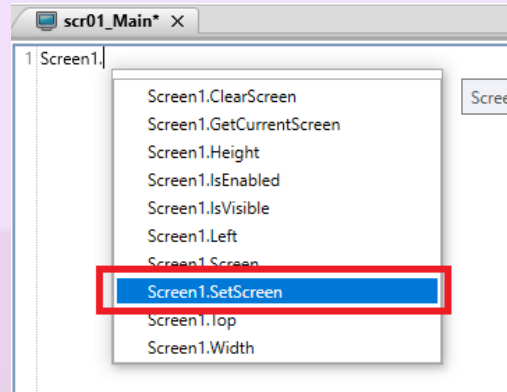 scr01_Main* ×
1 Screen1.
Screen1.ClearScreen
Scree
Screen1.GetCurrentScreen
Screen1.Height
Screen1.IsEnabled
Screen1.IsVisible
Screen1.Left
Screen1.Screen
Screen1.SetScreen
Screen1.Top
Screen1.Width